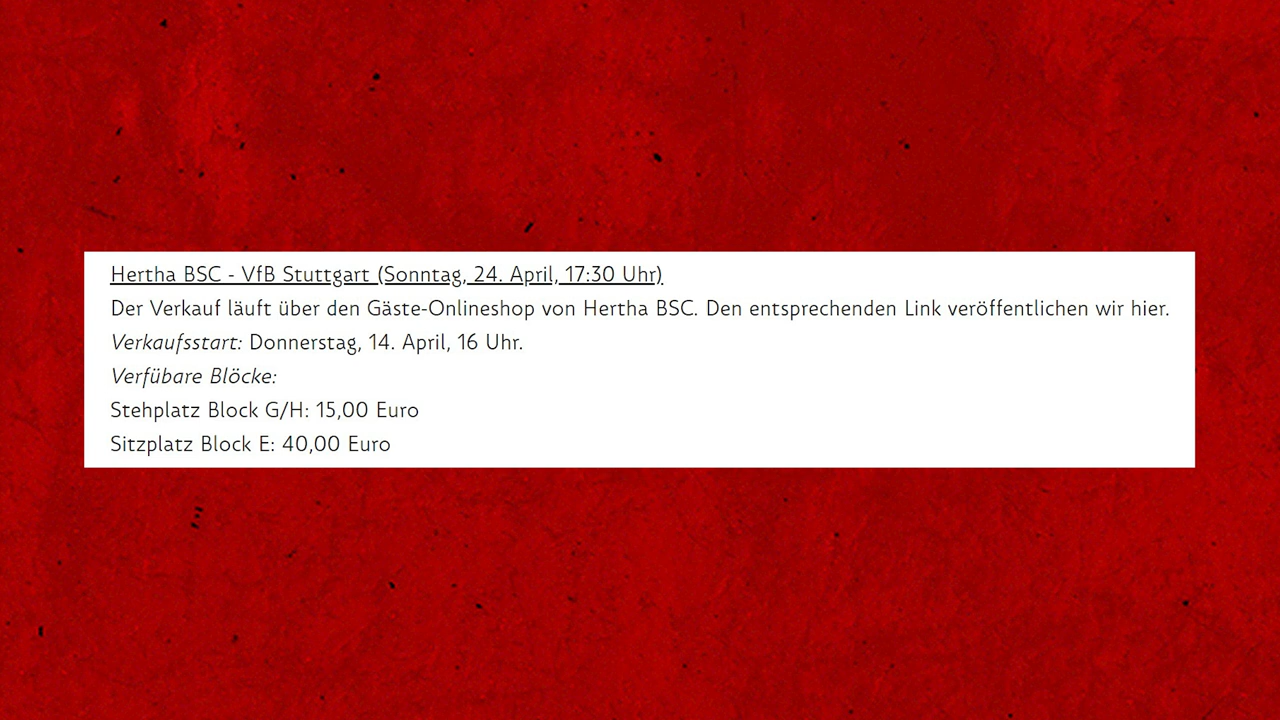 Hertha BSC - VfB Stuttgart (Sonntag, 24. April, 17:30 Uhr)
Der Verkauf läuft über den Gäste-Onlineshop von Hertha BSC. Den entsprechenden Link veröffentlichen wir hier.
Verkaufsstart: Donnerstag, 14. April, 16 Uhr.
Verfübare Blöcke:
Stehplatz Block G/H: 15,00 Euro
Sitzplatz Block E: 40,00 Euro